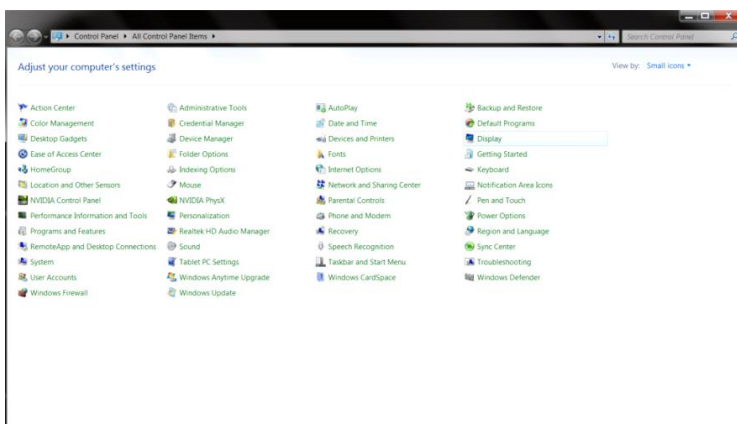 Control Panel ▸ All Control Panel Items ▸
Search Control Panel
Adjust your computer's settings
View by: Small icons
Action Center Administrative Tools AutoPlay Backup and Restore
Color Management Credential Manager Date and Time Default Programs
Desktop Gadgets Device Manager Devices and Printers Display
Ease of Access Center Folder Options Fonts Getting Started
HomeGroup Indexing Options Internet Options Keyboard
Location and Other Sensors Mouse Network and Sharing Center Notification Area Icons
NVIDIA Control Panel NVIDIA PhysX Parental Controls Pen and Touch
Performance Information and Tools Personalization Phone and Modem Power Options
Programs and Features Realtek HD Audio Manager Recovery Region and Language
RemoteApp and Desktop Connections Sound Speech Recognition Sync Center
System Tablet PC Settings Taskbar and Start Menu Troubleshooting
User Accounts Windows Anytime Upgrade Windows CardSpace Windows Defender
Windows Firewall Windows Update